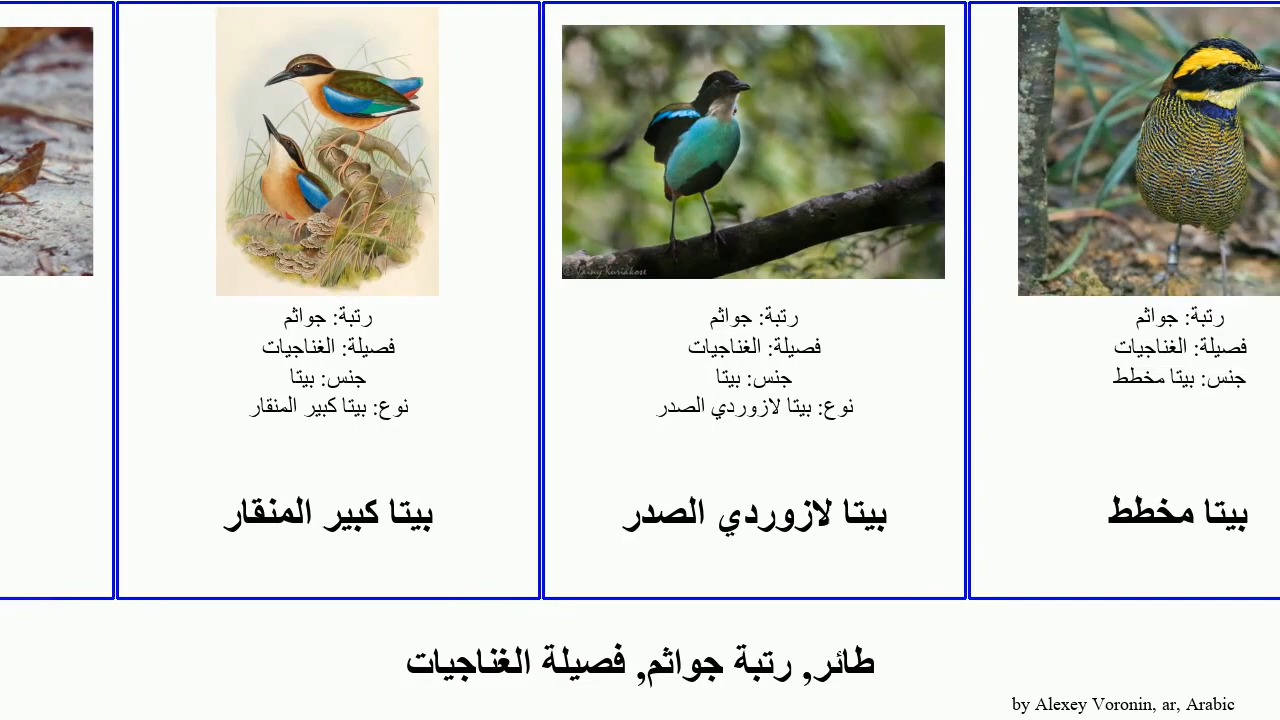 © Vainy Kuriakose
رتبة: جواثم
فصيلة: الغناجيات
جنس: بيتا
نوع: بيتا كبير المنقار
بيتا كبير المنقار
رتبة: جواثم
فصيلة: الغناجيات
جنس: بيتا
نوع: بيتا لازوردي الصدر
بيتا لازوردي الصدر
رتبة: جواثم
فصيلة: الغناجيات
جنس: بيتا مخطط
بيتا مخطط
طائر, رتبة جواثم, فصيلة الغناجيات
by Alexey Voronin, ar, Arabic